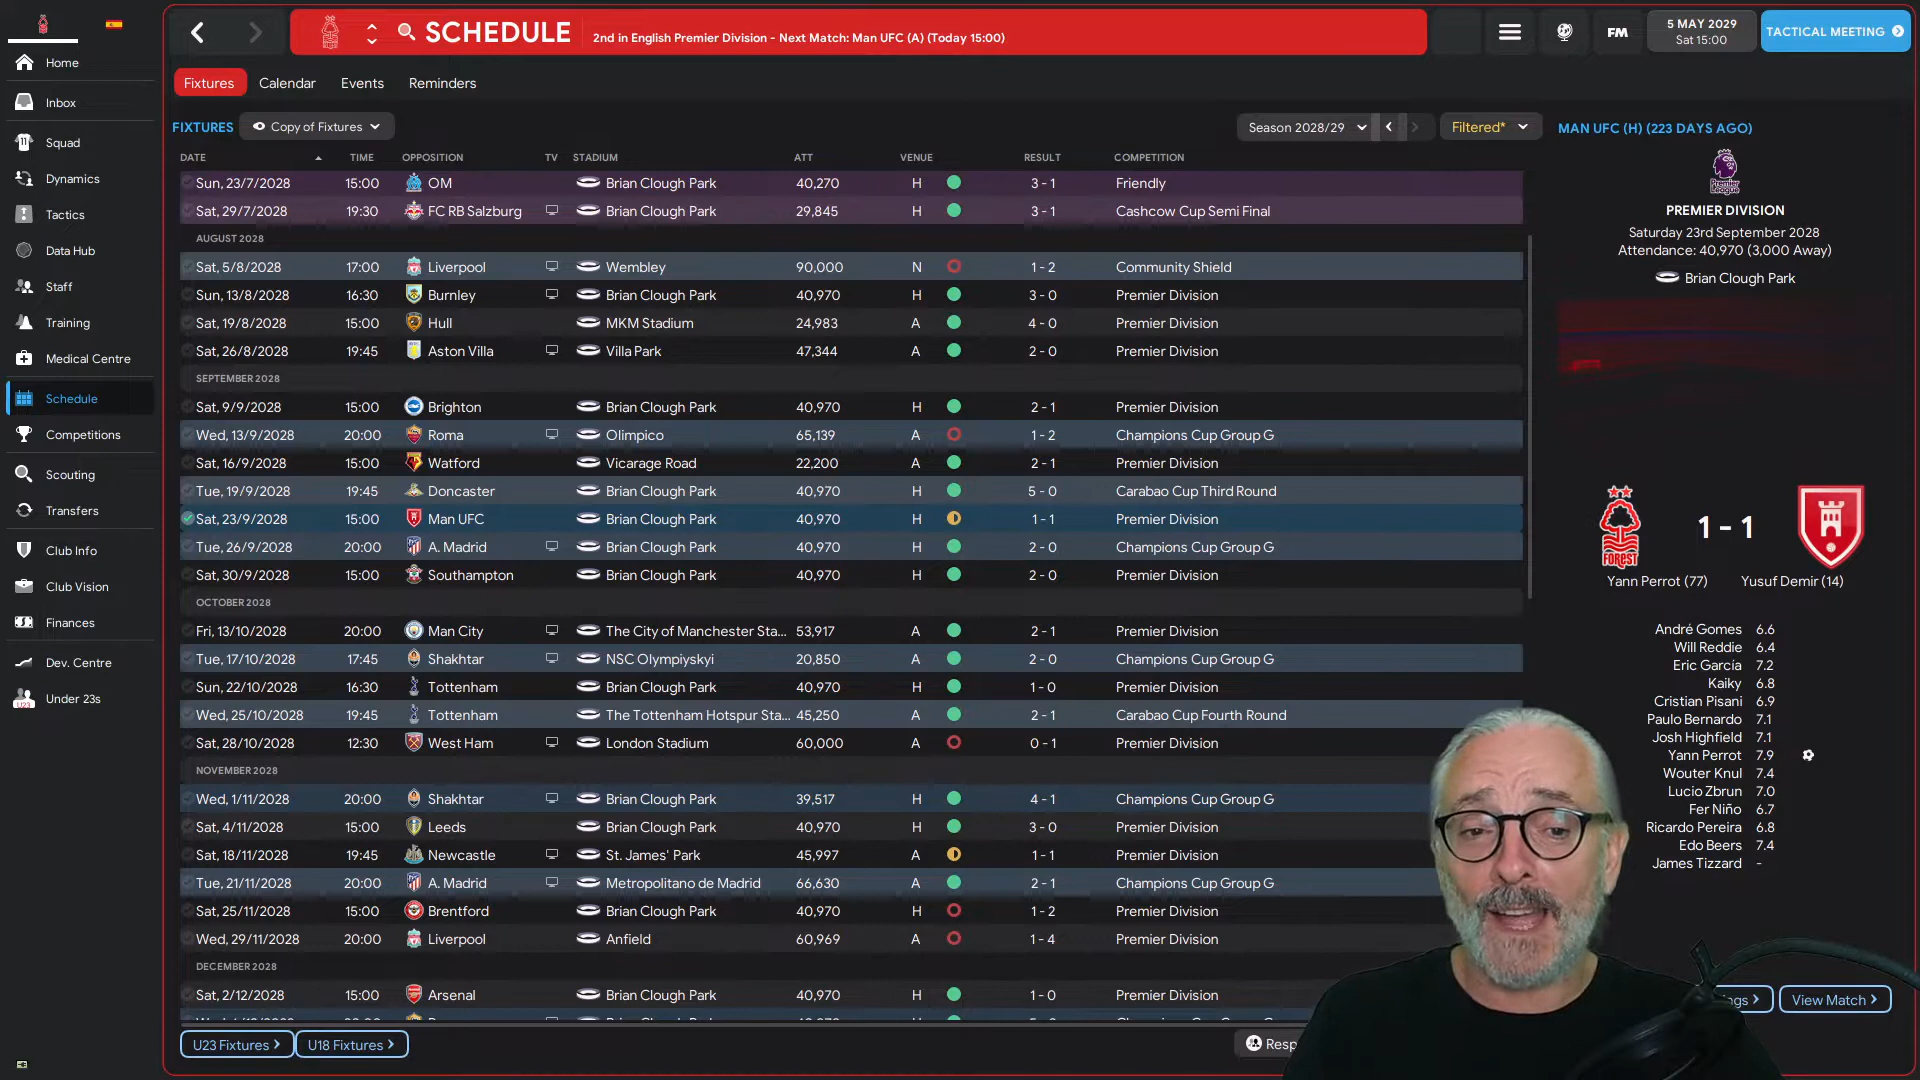 SCHEDULE
2nd in English Premier Division - Next Match: Man UFC (A) (Today 15:00)
FM
5 MAY 2029
Sat 15:00
TACTICAL MEETING
Home
Inbox
Squad
Dynamics
Tactics
Data Hub
Staff
Training
Medical Centre
Schedule
Competitions
Scouting
Transfers
Club Info
Club Vision
Finances
Dev. Centre
U23 Under 23s
Fixtures Calendar Events Reminders
FIXTURES Copy of Fixtures Season 2028/29 Filtered*
DATE TIME OPPOSITION TV STADIUM ATT VENUE RESULT COMPETITION
Sun, 23/7/2028 15:00 OM Brian Clough Park 40,270 H 3 - 1 Friendly
Sat, 29/7/2028 19:30 FC RB Salzburg Brian Clough Park 29,845 H 3 - 1 Cashcow Cup Semi Final
AUGUST 2028
Sat, 5/8/2028 17:00 Liverpool Wembley 90,000 N 1 - 2 Community Shield
Sun, 13/8/2028 16:30 Burnley Brian Clough Park 40,970 H 3 - 0 Premier Division
Sat, 19/8/2028 15:00 Hull MKM Stadium 24,983 A 4 - 0 Premier Division
Sat, 26/8/2028 19:45 Aston Villa Villa Park 47,344 A 2 - 0 Premier Division
SEPTEMBER 2028
Sat, 9/9/2028 15:00 Brighton Brian Clough Park 40,970 H 2 - 1 Premier Division
Wed, 13/9/2028 20:00 Roma Olimpico 65,139 A 1 - 2 Champions Cup Group G
Sat, 16/9/2028 15:00 Watford Vicarage Road 22,200 A 2 - 1 Premier Division
Tue, 19/9/2028 19:45 Doncaster Brian Clough Park 40,970 H 5 - 0 Carabao Cup Third Round
Sat, 23/9/2028 15:00 Man UFC Brian Clough Park 40,970 H 1 - 1 Premier Division
Tue, 26/9/2028 20:00 A. Madrid Brian Clough Park 40,970 H 2 - 0 Champions Cup Group G
Sat, 30/9/2028 15:00 Southampton Brian Clough Park 40,970 H 2 - 0 Premier Division
OCTOBER 2028
Fri, 13/10/2028 20:00 Man City The City of Manchester Sta... 53,917 A 2 - 1 Premier Division
Tue, 17/10/2028 17:45 Shakhtar NSC Olympiyskyi 20,850 A 2 - 0 Champions Cup Group G
Sun, 22/10/2028 16:30 Tottenham Brian Clough Park 40,970 H 1 - 0 Premier Division
Wed, 25/10/2028 19:45 Tottenham The Tottenham Hotspur Sta... 45,250 A 2 - 1 Carabao Cup Fourth Round
Sat, 28/10/2028 12:30 West Ham London Stadium 60,000 A 0 - 1 Premier Division
NOVEMBER 2028
Wed, 1/11/2028 20:00 Shakhtar Brian Clough Park 39,517 H 4 - 1 Champions Cup Group G
Sat, 4/11/2028 15:00 Leeds Brian Clough Park 40,970 H 3 - 0 Premier Division
Sat, 18/11/2028 19:45 Newcastle St. James' Park 45,997 A 1 - 1 Premier Division
Tue, 21/11/2028 20:00 A. Madrid Metropolitano de Madrid 66,630 A 2 - 1 Champions Cup Group G
Sat, 25/11/2028 15:00 Brentford Brian Clough Park 40,970 H 1 - 2 Premier Division
Wed, 29/11/2028 20:00 Liverpool Anfield 60,969 A 1 - 4 Premier Division
DECEMBER 2028
Sat, 2/12/2028 15:00 Arsenal Brian Clough Park 40,970 H 1 - 0 Premier Division
U23 Fixtures U18 Fixtures Resp
MAN UFC (H) (223 DAYS AGO)
Premier League
PREMIER DIVISION
Saturday 23rd September 2028
Attendance: 40,970 (3,000 Away)
Brian Clough Park
FOREST 1 - 1
Yann Perrot (77) Yusuf Demir (14)
André Gomes 6.6
Will Reddie 6.4
Eric García 7.2
Kaiky 6.8
Cristian Pisani 6.9
Paulo Bernardo 7.1
Josh Highfield 7.1
Yann Perrot 7.9
Wouter Knul 7.4
Lucio Zbrun 7.0
Fer Niño 6.7
Ricardo Pereira 6.8
Edo Beers 7.4
James Tizzard -
View Match